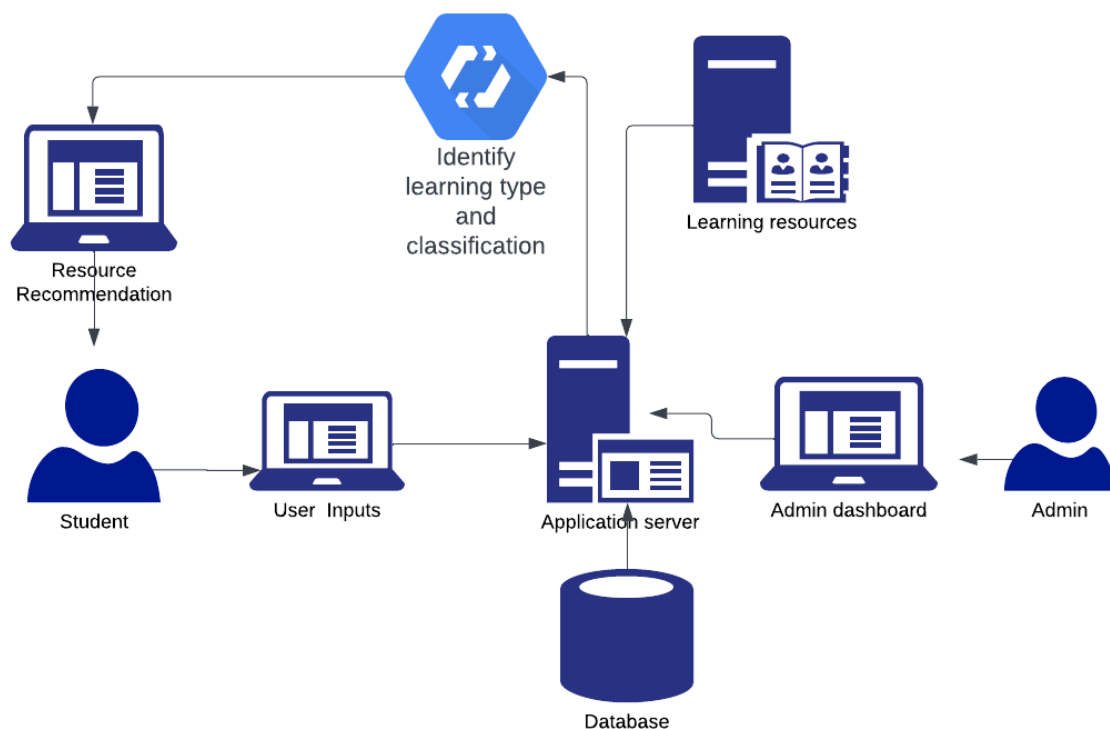 Identify
learning type
and
classification
Learning resources
Resource
Recommendation
Student
User Inputs
Application server
Admin dashboard
Admin
Database